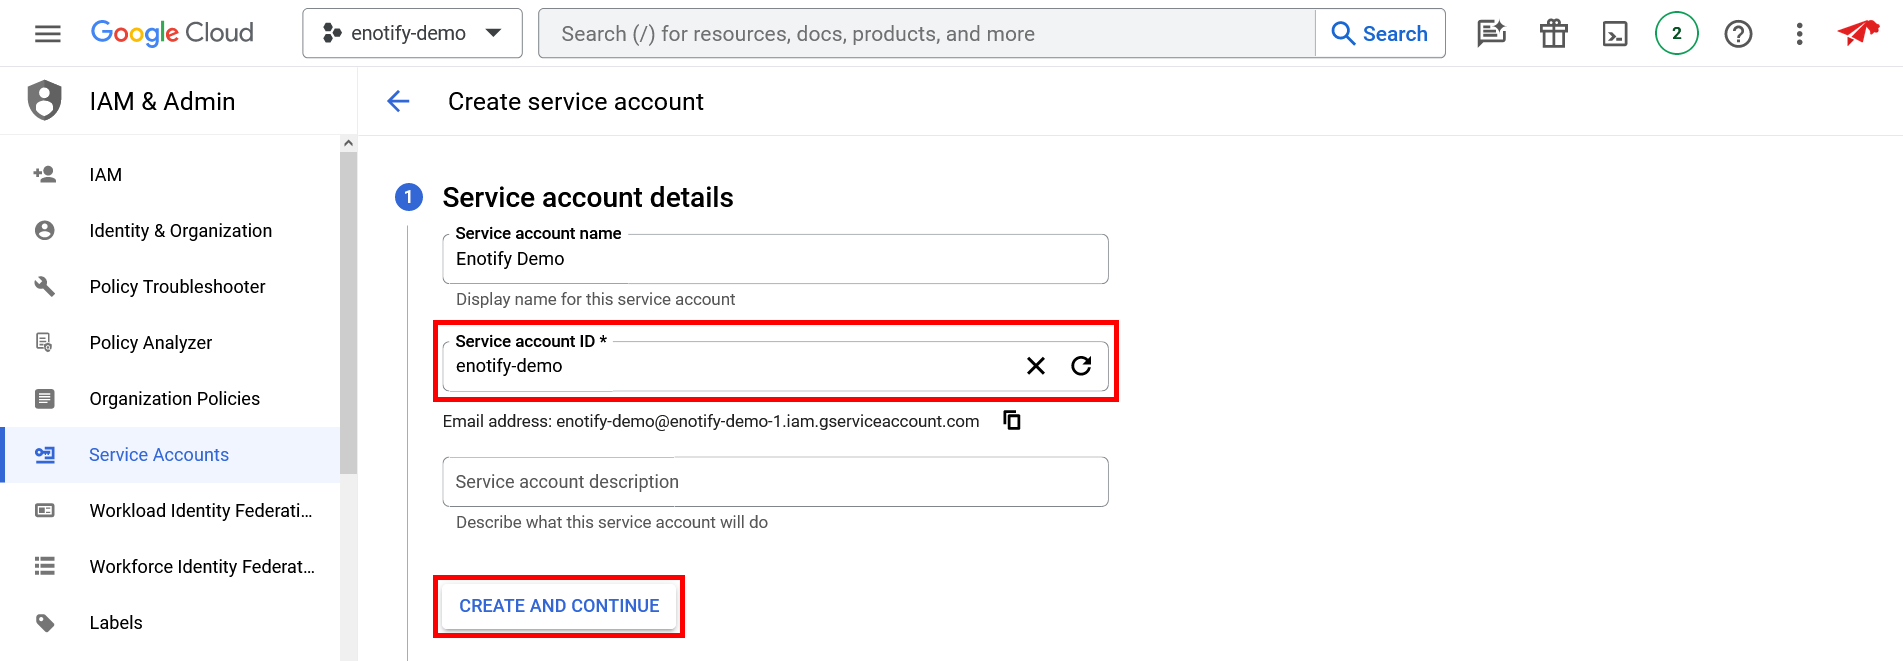 Google Cloud
enotify-demo
Search (/) for resources, docs, products, and more
Search
2
IAM & Admin
Create service account
IAM
Identity & Organization
Policy Troubleshooter
Policy Analyzer
Organization Policies
Service Accounts
Workload Identity Federati...
Workforce Identity Federat...
Labels
1
Service account details
Service account name
Enotify Demo
Display name for this service account
Service account ID *
enotify-demo
Email address: enotify-demo@enotify-demo-1.iam.gserviceaccount.com
Service account description
Describe what this service account will do
CREATE AND CONTINUE